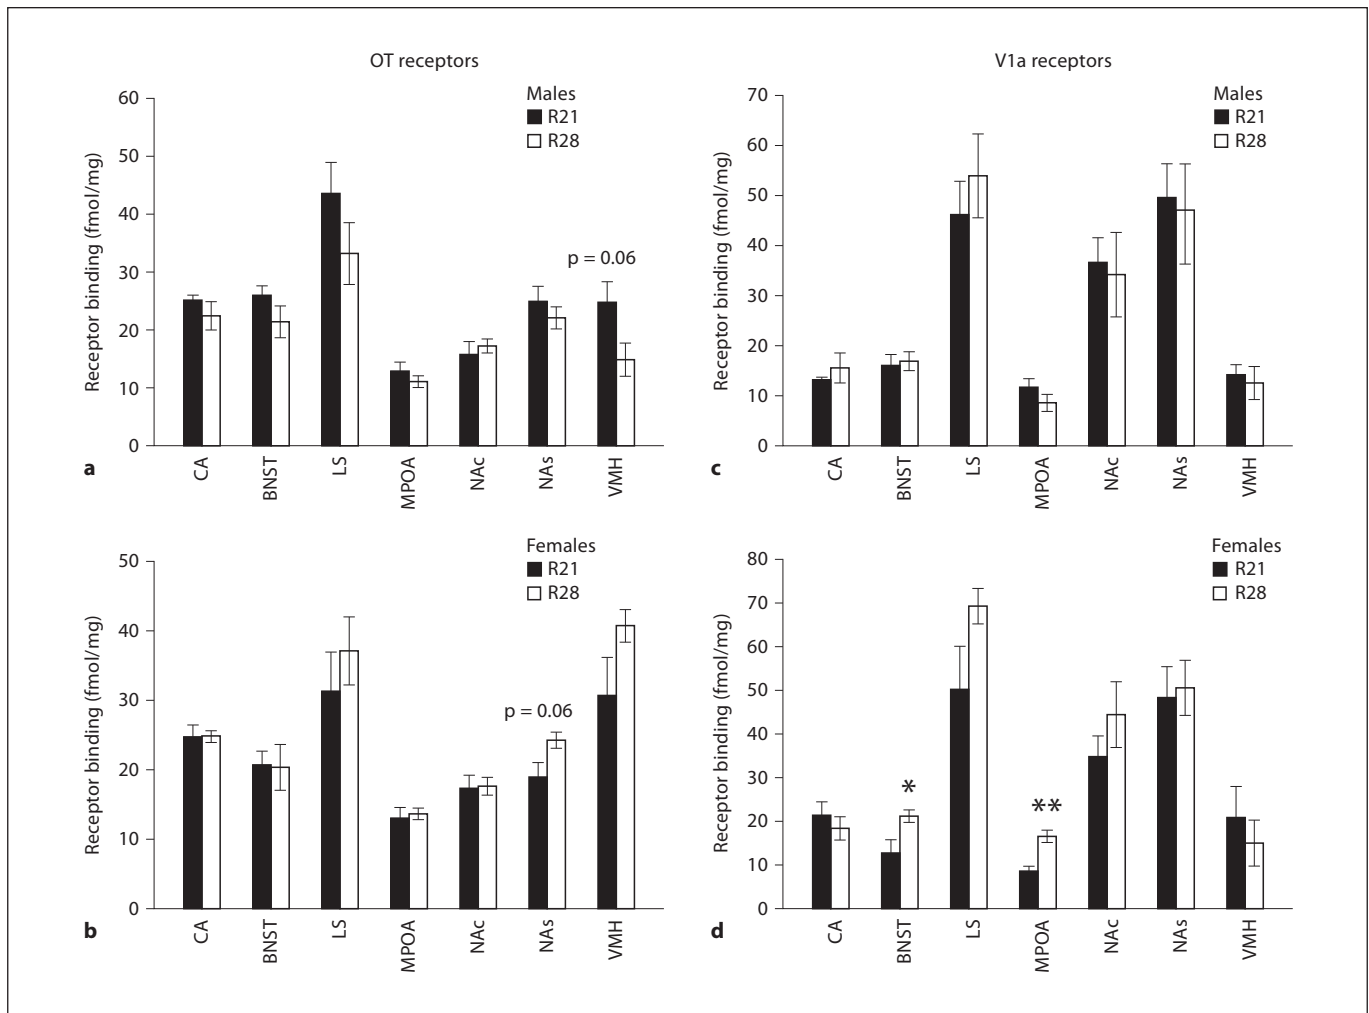 OT receptors
Males
R21
R28
Receptor binding (fmol/mg)
60
50
40
30
20
10
0
p = 0.06
CA
BNST
LS
MPOA
NAc
NAs
VMH
a
V1a receptors
Males
R21
R28
Receptor binding (fmol/mg)
70
60
50
40
30
20
10
0
CA
BNST
LS
MPOA
NAc
NAs
VMH
c
Females
R21
R28
Receptor binding (fmol/mg)
50
40
30
20
10
0
p = 0.06
CA
BNST
LS
MPOA
NAc
NAs
VMH
b
Females
R21
R28
Receptor binding (fmol/mg)
80
70
60
50
40
30
20
10
0
*
**
CA
BNST
LS
MPOA
NAc
NAs
VMH
d